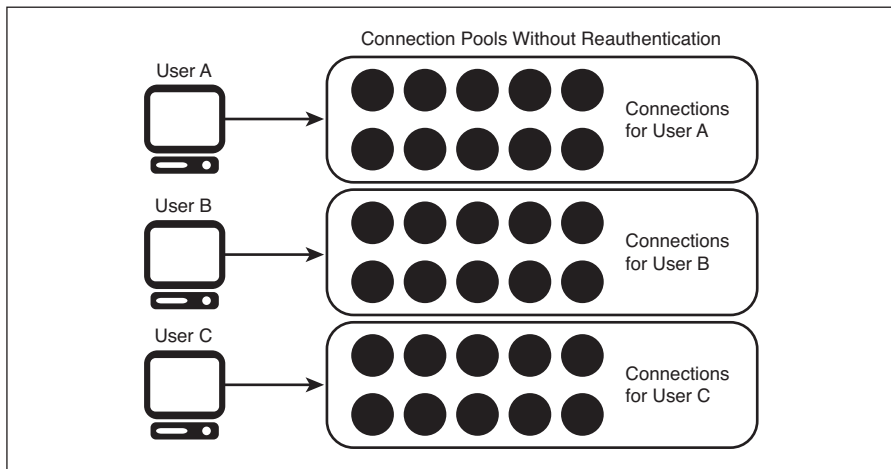 Connection Pools Without Reauthentication
User A
Connections
for User A
User B
Connections
for User B
User C
Connections
for User C